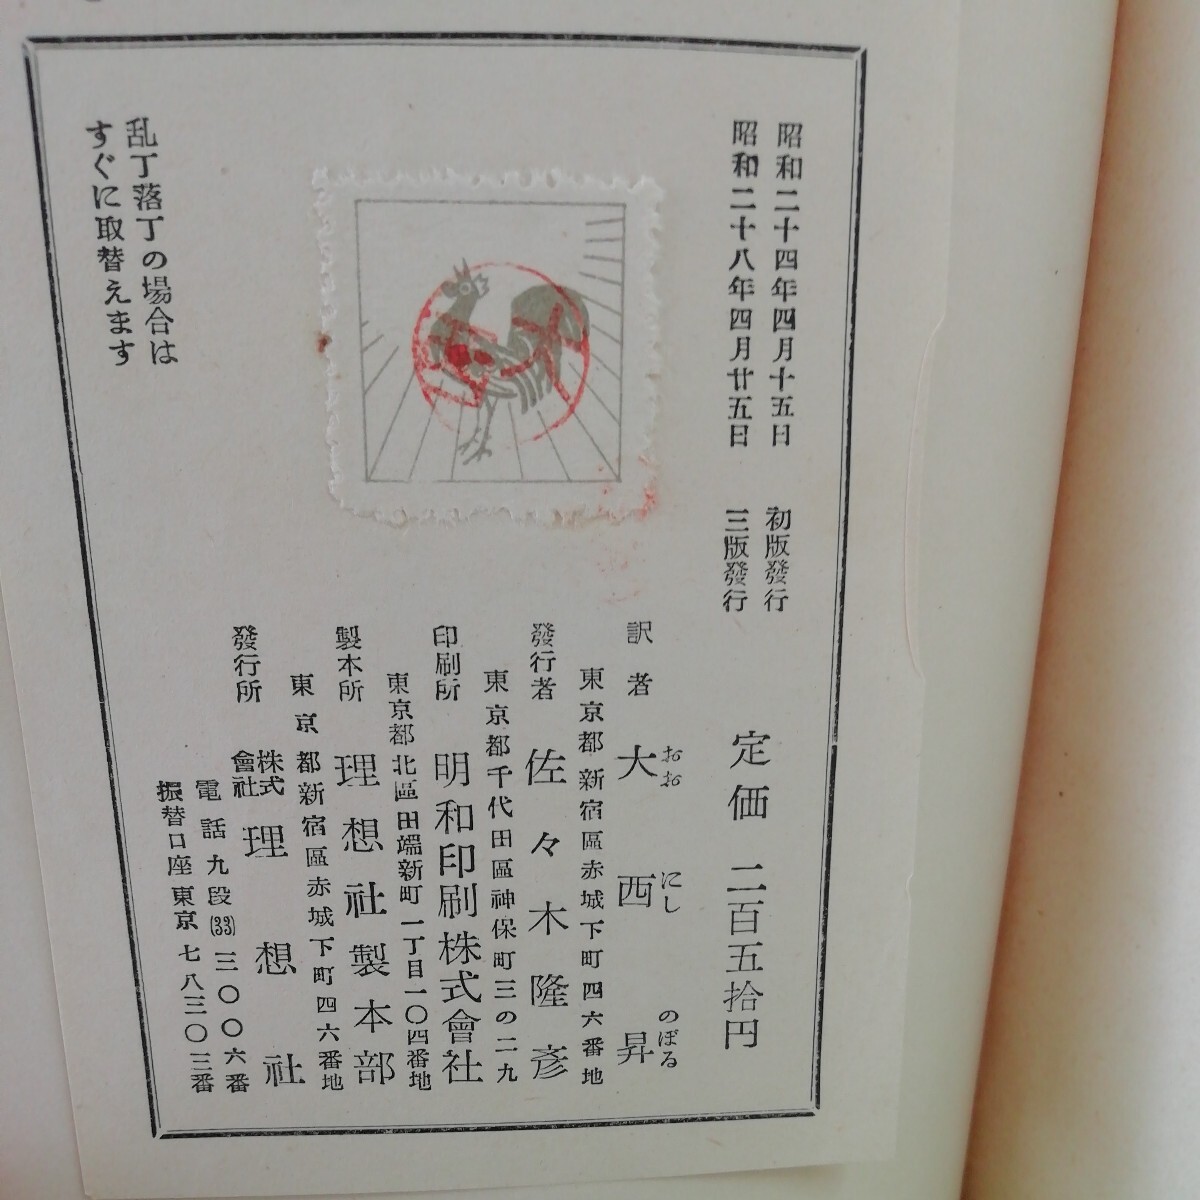 昭和二十四年四月十五日　初版發行
昭和二十八年四月廿五日　三版發行
定価　二百五拾円
訳者　大西昇
おお　にし　のぼる
東京都新宿區赤城下町四六番地
發行者　佐々木隆彥
東京都千代田區神保町三の二九
印刷所　明和印刷株式會社
東京都北區田端新町一丁目一〇四番地
製本所　理想社製本部
東京都新宿區赤城下町四六番地
發行所　株式會社　理想社
電話九段(33)三〇〇六番
振替口座東京七八三〇三番
乱丁落丁の場合は
すぐに取替えます